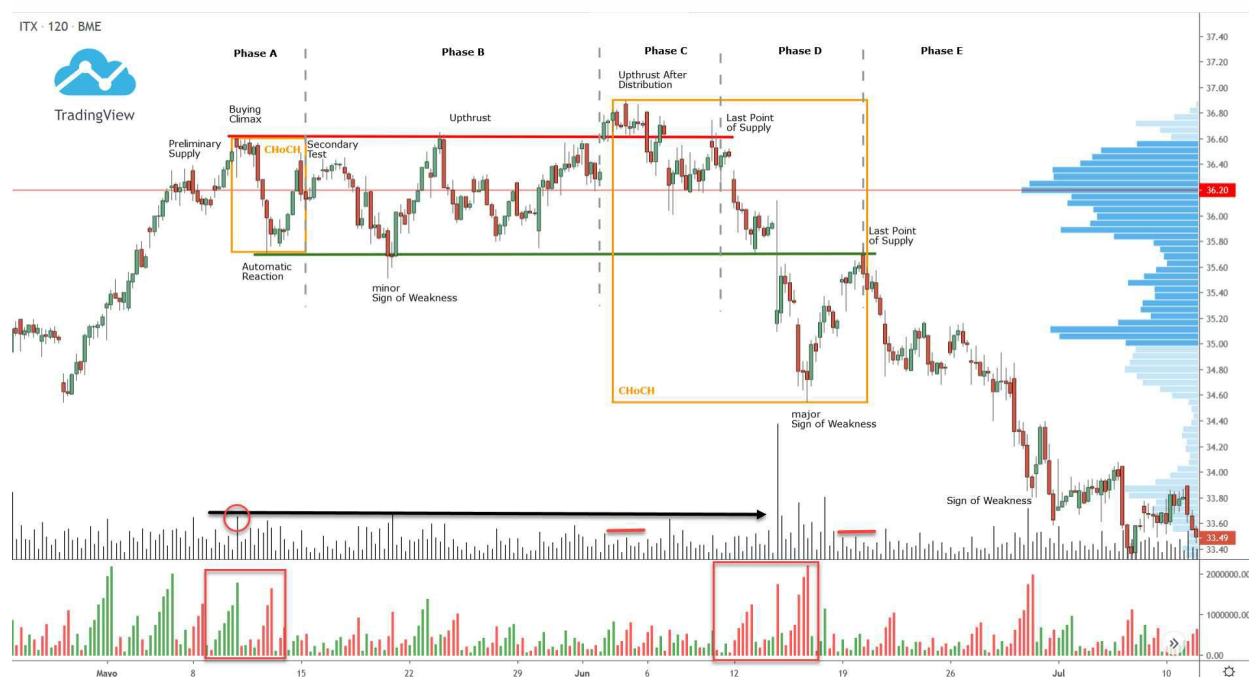 ITX · 120 · BME
TradingView
Phase A
Phase B
Phase C
Phase D
Phase E
Preliminary
Supply
Buying
Climax
CHoCH
Secondary
Test
Automatic
Reaction
minor
Sign of Weakness
Upthrust
Upthrust After
Distribution
Last Point
of Supply
CHoCH
major
Sign of Weakness
Last Point
of Supply
Sign of Weakness
37.40
37.20
37.00
36.80
36.60
36.40
36.20
36.00
35.80
35.60
35.40
35.20
35.00
34.80
34.60
34.40
34.20
34.00
33.80
33.60
33.49
33.40
2000000.00
1000000.00
0.00
Mavo
8
15
22
29
Jun
6
12
19
26
Jul
10